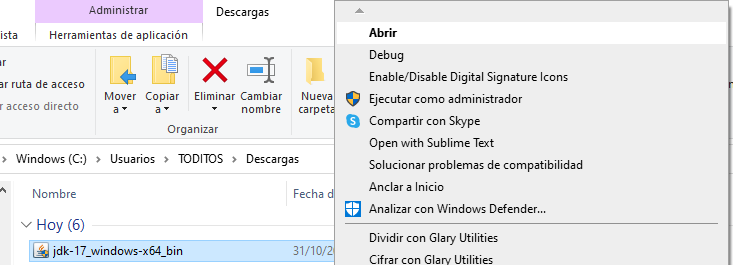 Administrar
Descargas
ista
Herramientas de aplicación
ar ruta de acceso
ar acceso directo
Mover a
Copiar a
Eliminar
Cambiar nombre
Nueva carpeta
Organizar
Windows (C:) > Usuarios > TODITOS > Descargas
Nombre
Fecha d
Hoy (6)
jdk-17_windows-x64_bin
31/10/20
Abrir
Debug
Enable/Disable Digital Signature Icons
Ejecutar como administrador
Compartir con Skype
Open with Sublime Text
Solucionar problemas de compatibilidad
Anclar a Inicio
Analizar con Windows Defender...
Dividir con Glary Utilities
Cifrar con Glary Utilities